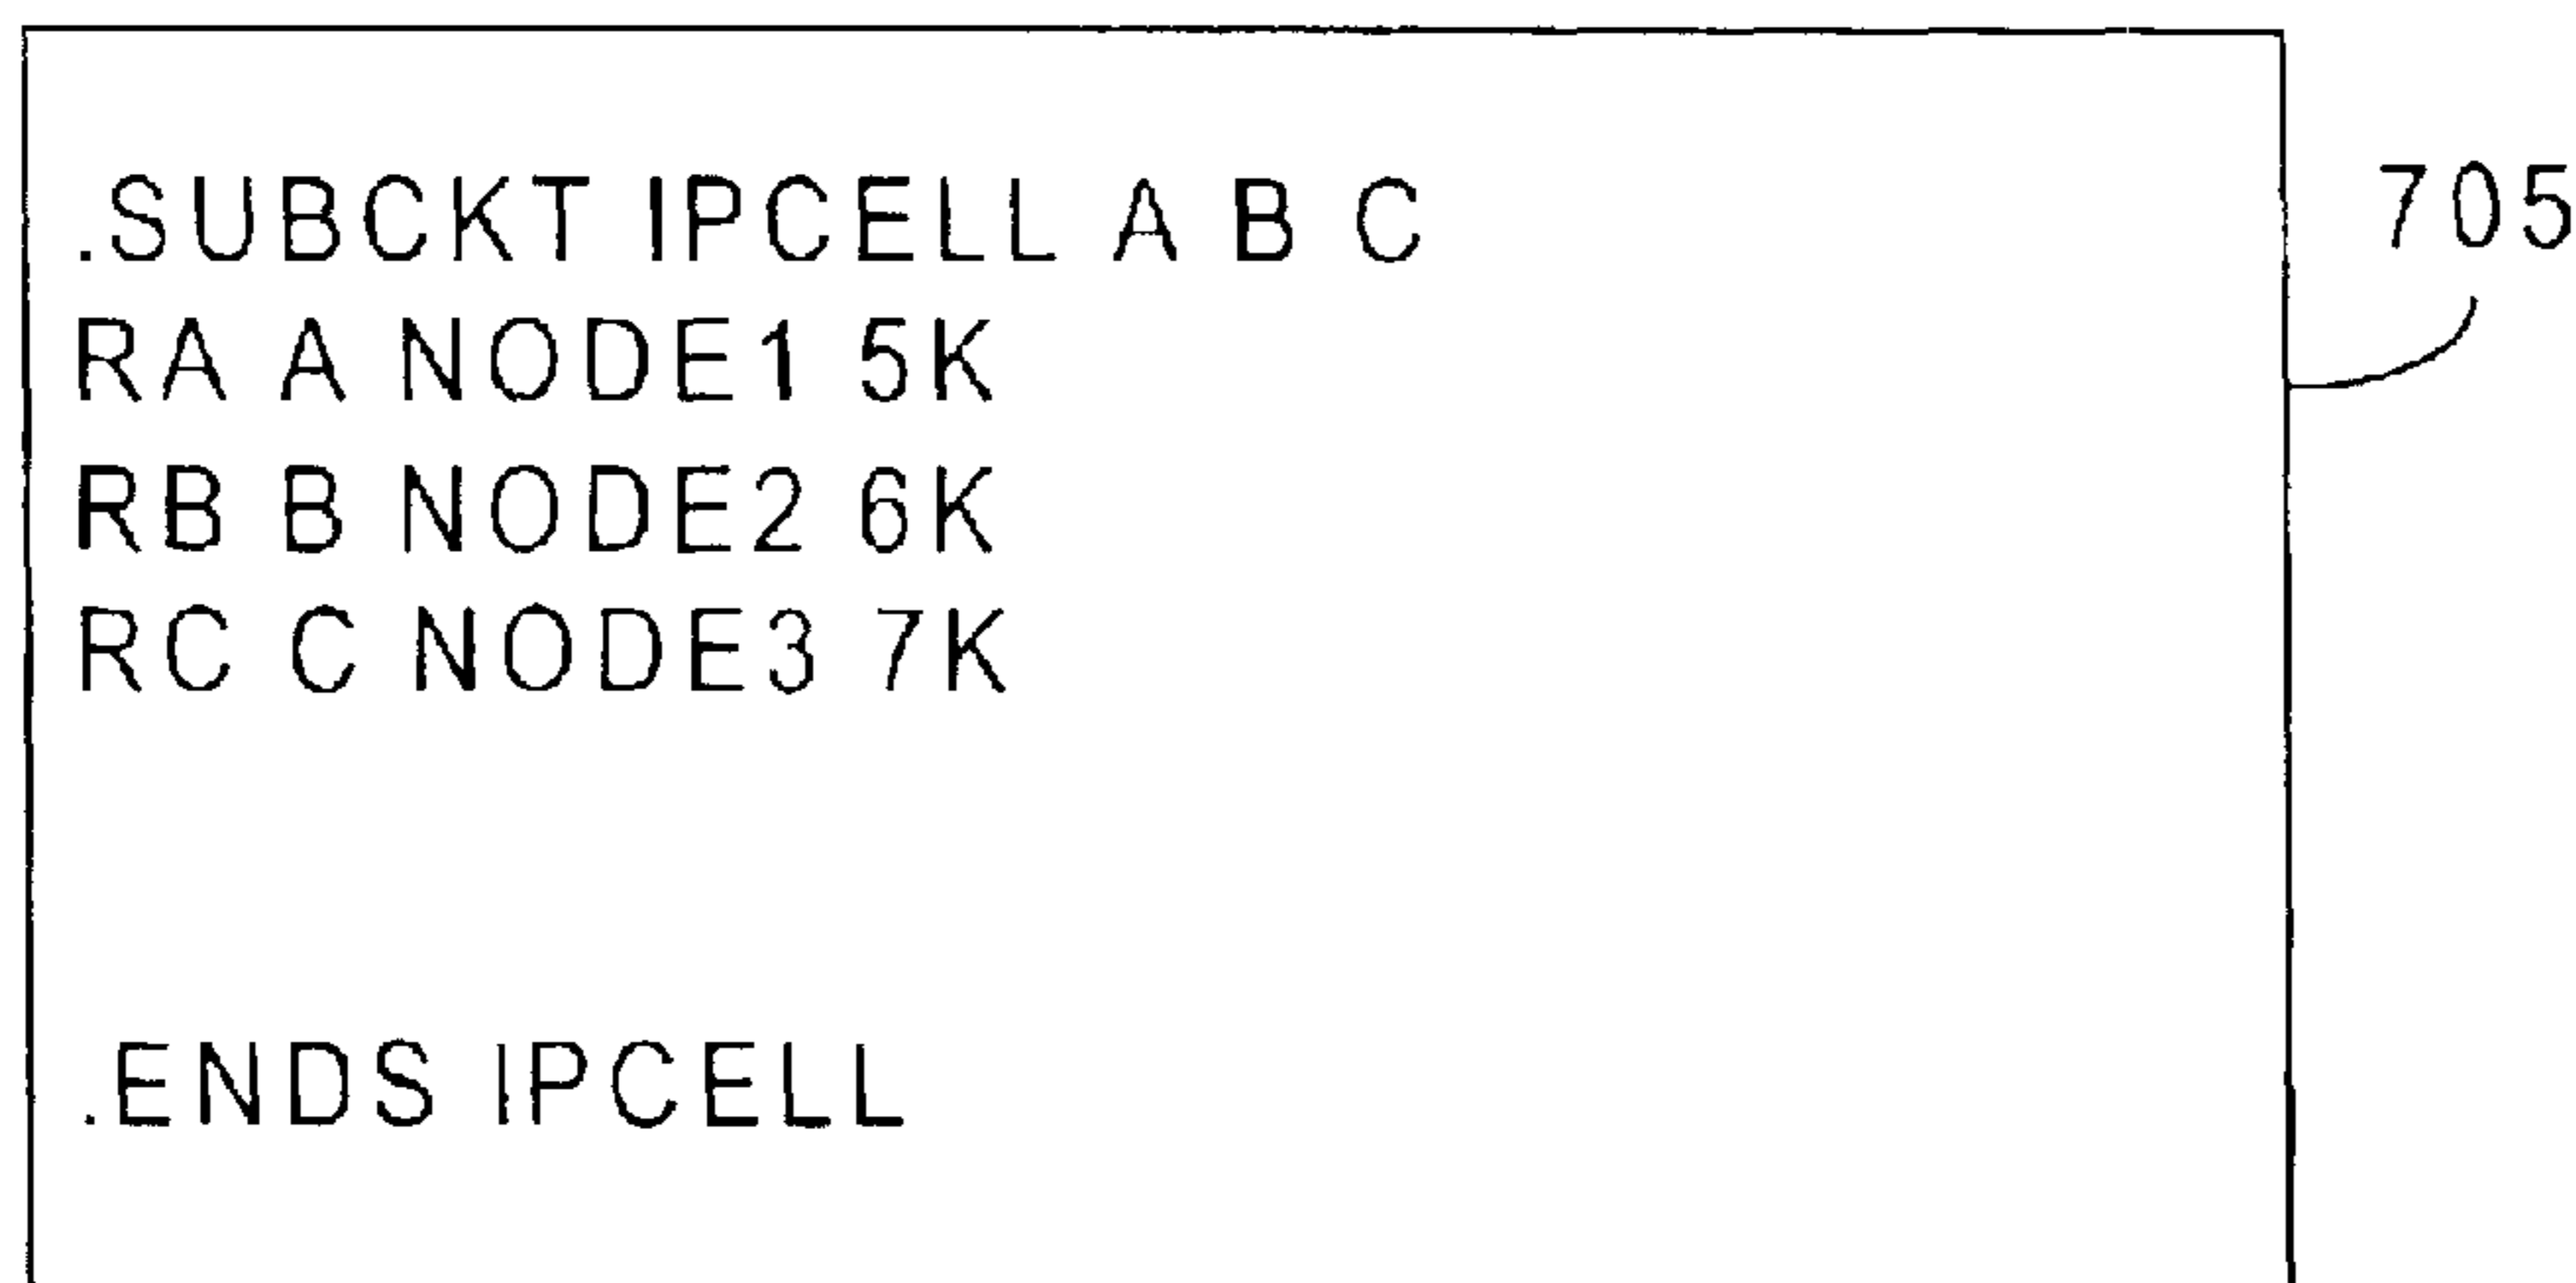 .SUBCKT IPCELL A B C
705
RA A NODE1 5K
RB B NODE2 6K
RC C NODE3 7K
.ENDS IPCELL